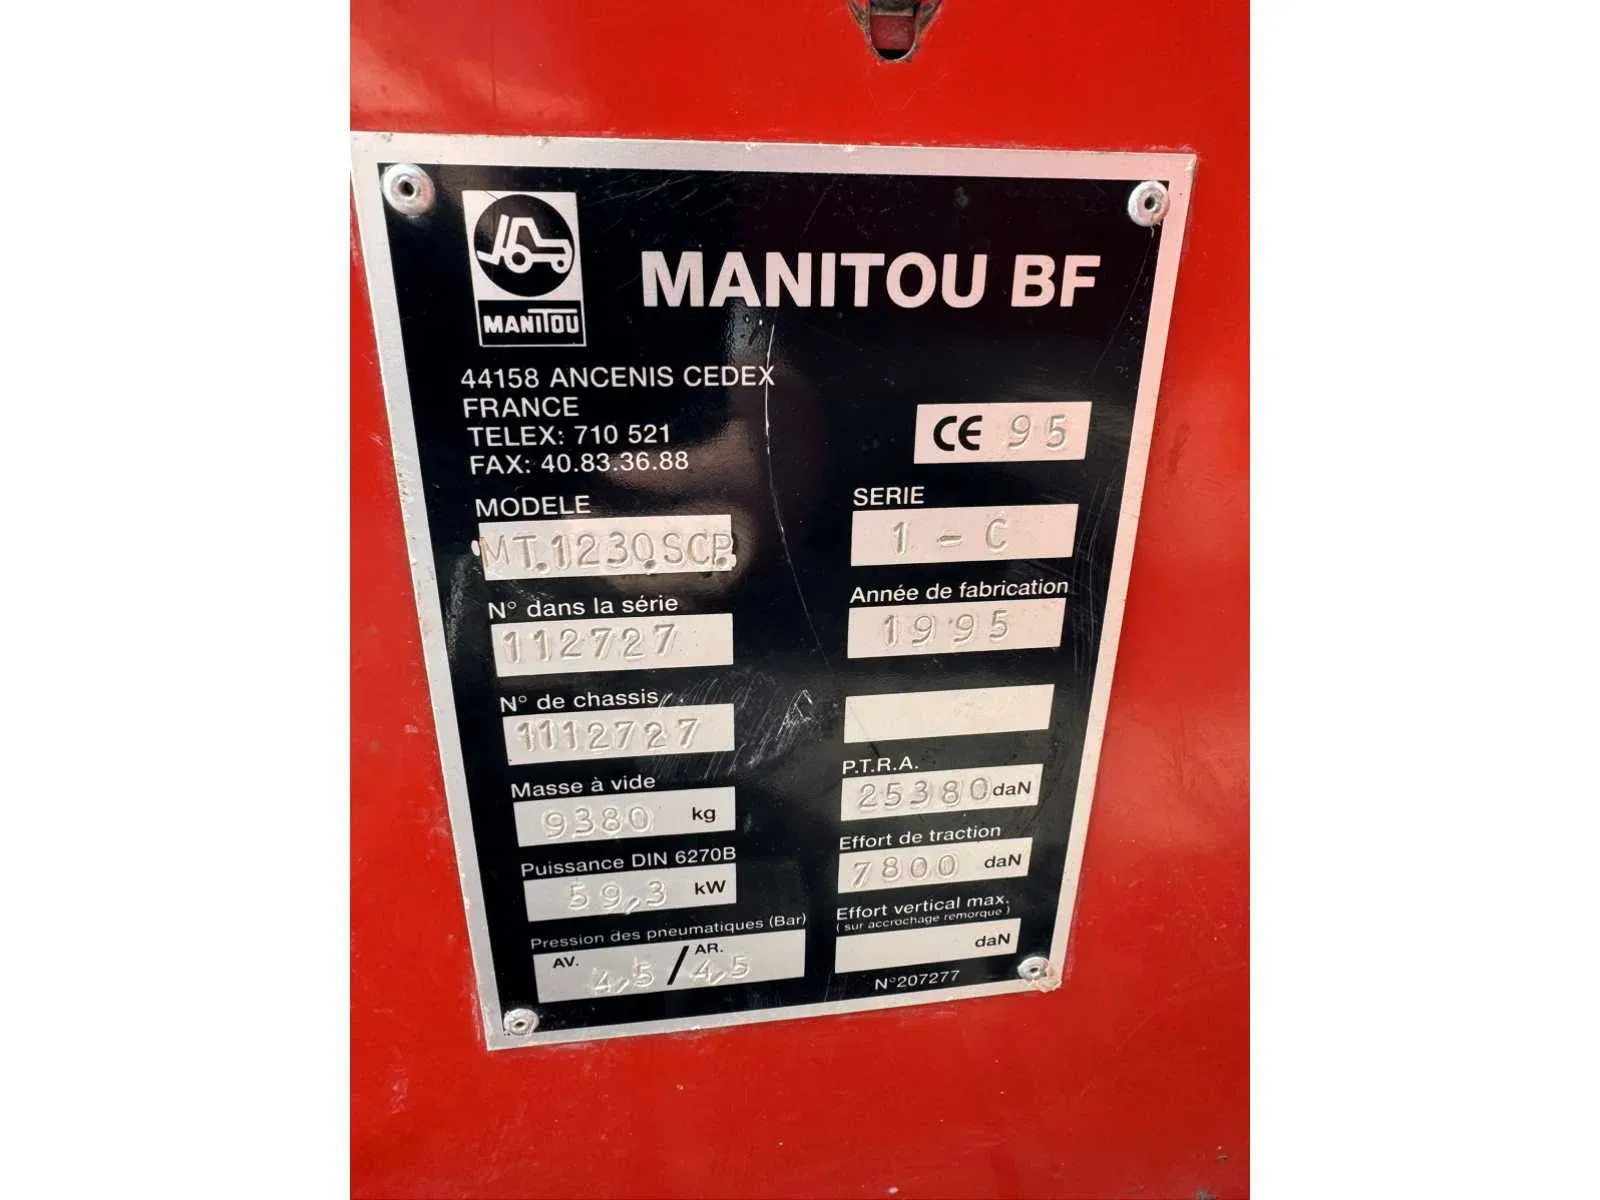 MANITOU
MANITOU BF
44158 ANCENIS CEDEX
FRANCE
TELEX: 710 521
FAX: 40.83.36.88
CE 95
MODELE
MT.1230.SCP.
SERIE
1 - C
N° dans la série
112727
Année de fabrication
1995
N° de chassis
1112727
Masse à vide
9380 kg
P.T.R.A.
25380 daN
Puissance DIN 6270B
59,3 kW
Effort de traction
7800 daN
Pression des pneumatiques (Bar)
AV. 4,5 / AR. 4,5
Effort vertical max.
( sur accrochage remorque )
daN
N°207277